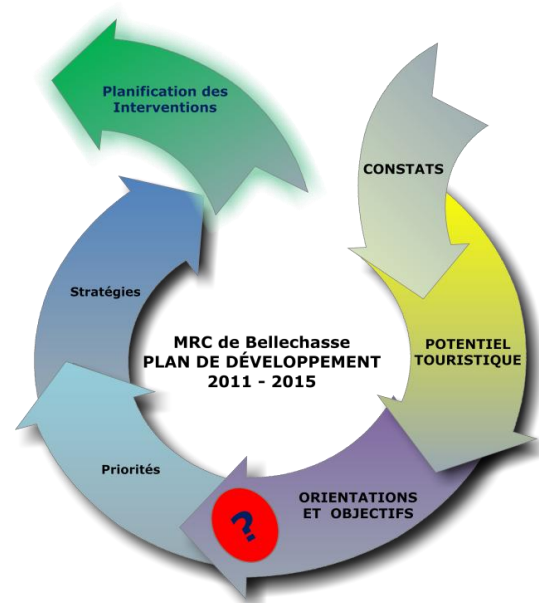 Planification des
Interventions
CONSTATS
Stratégies
MRC de Bellechasse
PLAN DE DÉVELOPPEMENT
2011 - 2015
POTENTIEL
TOURISTIQUE
Priorités
?
ORIENTATIONS
ET OBJECTIFS